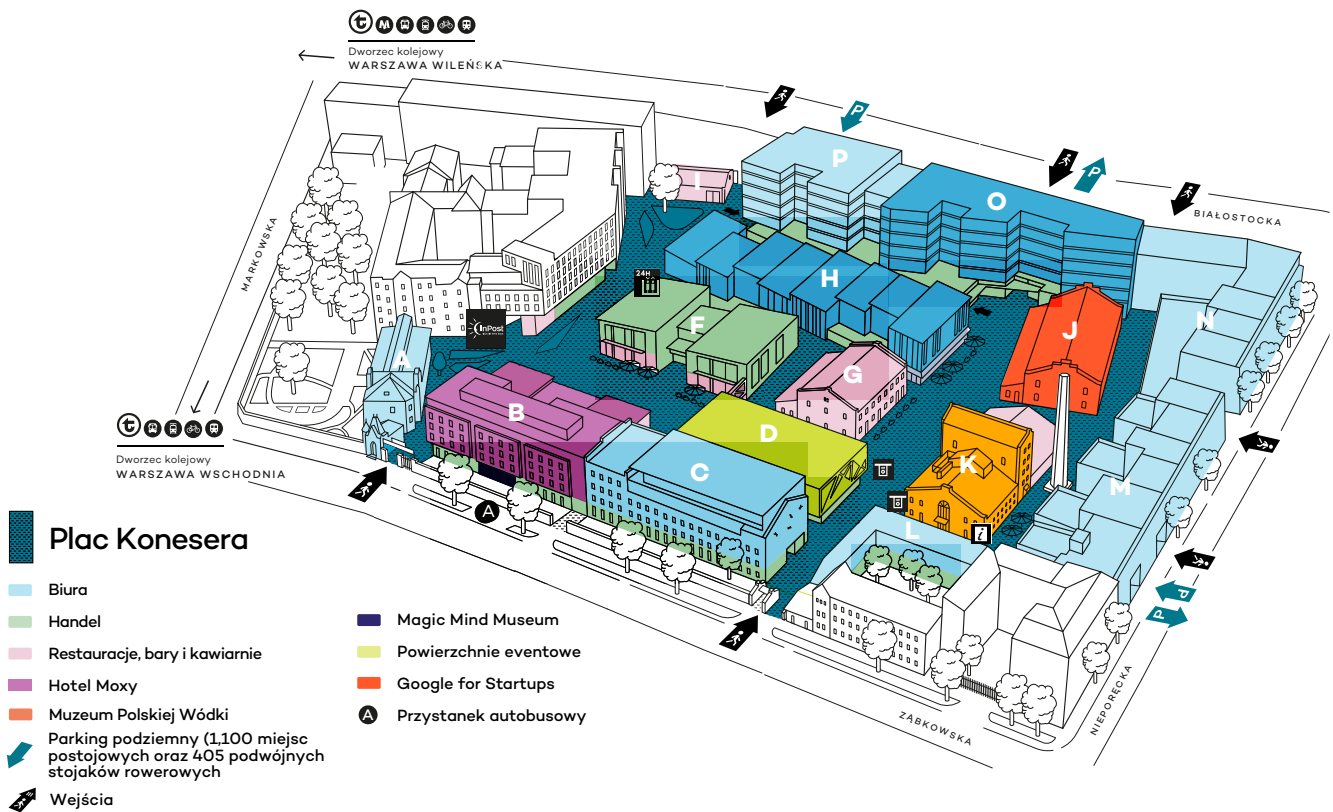 Dworzec kolejowy
WARSZAWA WILEŃSKA
MARKOWSKA
BIAŁOSTOCKA
P
P
P
O
I
24H
H
InPost
F
J
N
A
G
B
D
C
K
M
L
i
A
P
P
Dworzec kolejowy
WARSZAWA WSCHODNIA
ZĄBKOWSKA
NIEPORĘCKA
Plac Konesera
Biura
Handel
Restauracje, bary i kawiarnie
Hotel Moxy
Muzeum Polskiej Wódki
Parking podziemny (1,100 miejsc
postojowych oraz 405 podwójnych
stojaków rowerowych
Wejścia
Magic Mind Museum
Powierzchnie eventowe
Google for Startups
A Przystanek autobusowy